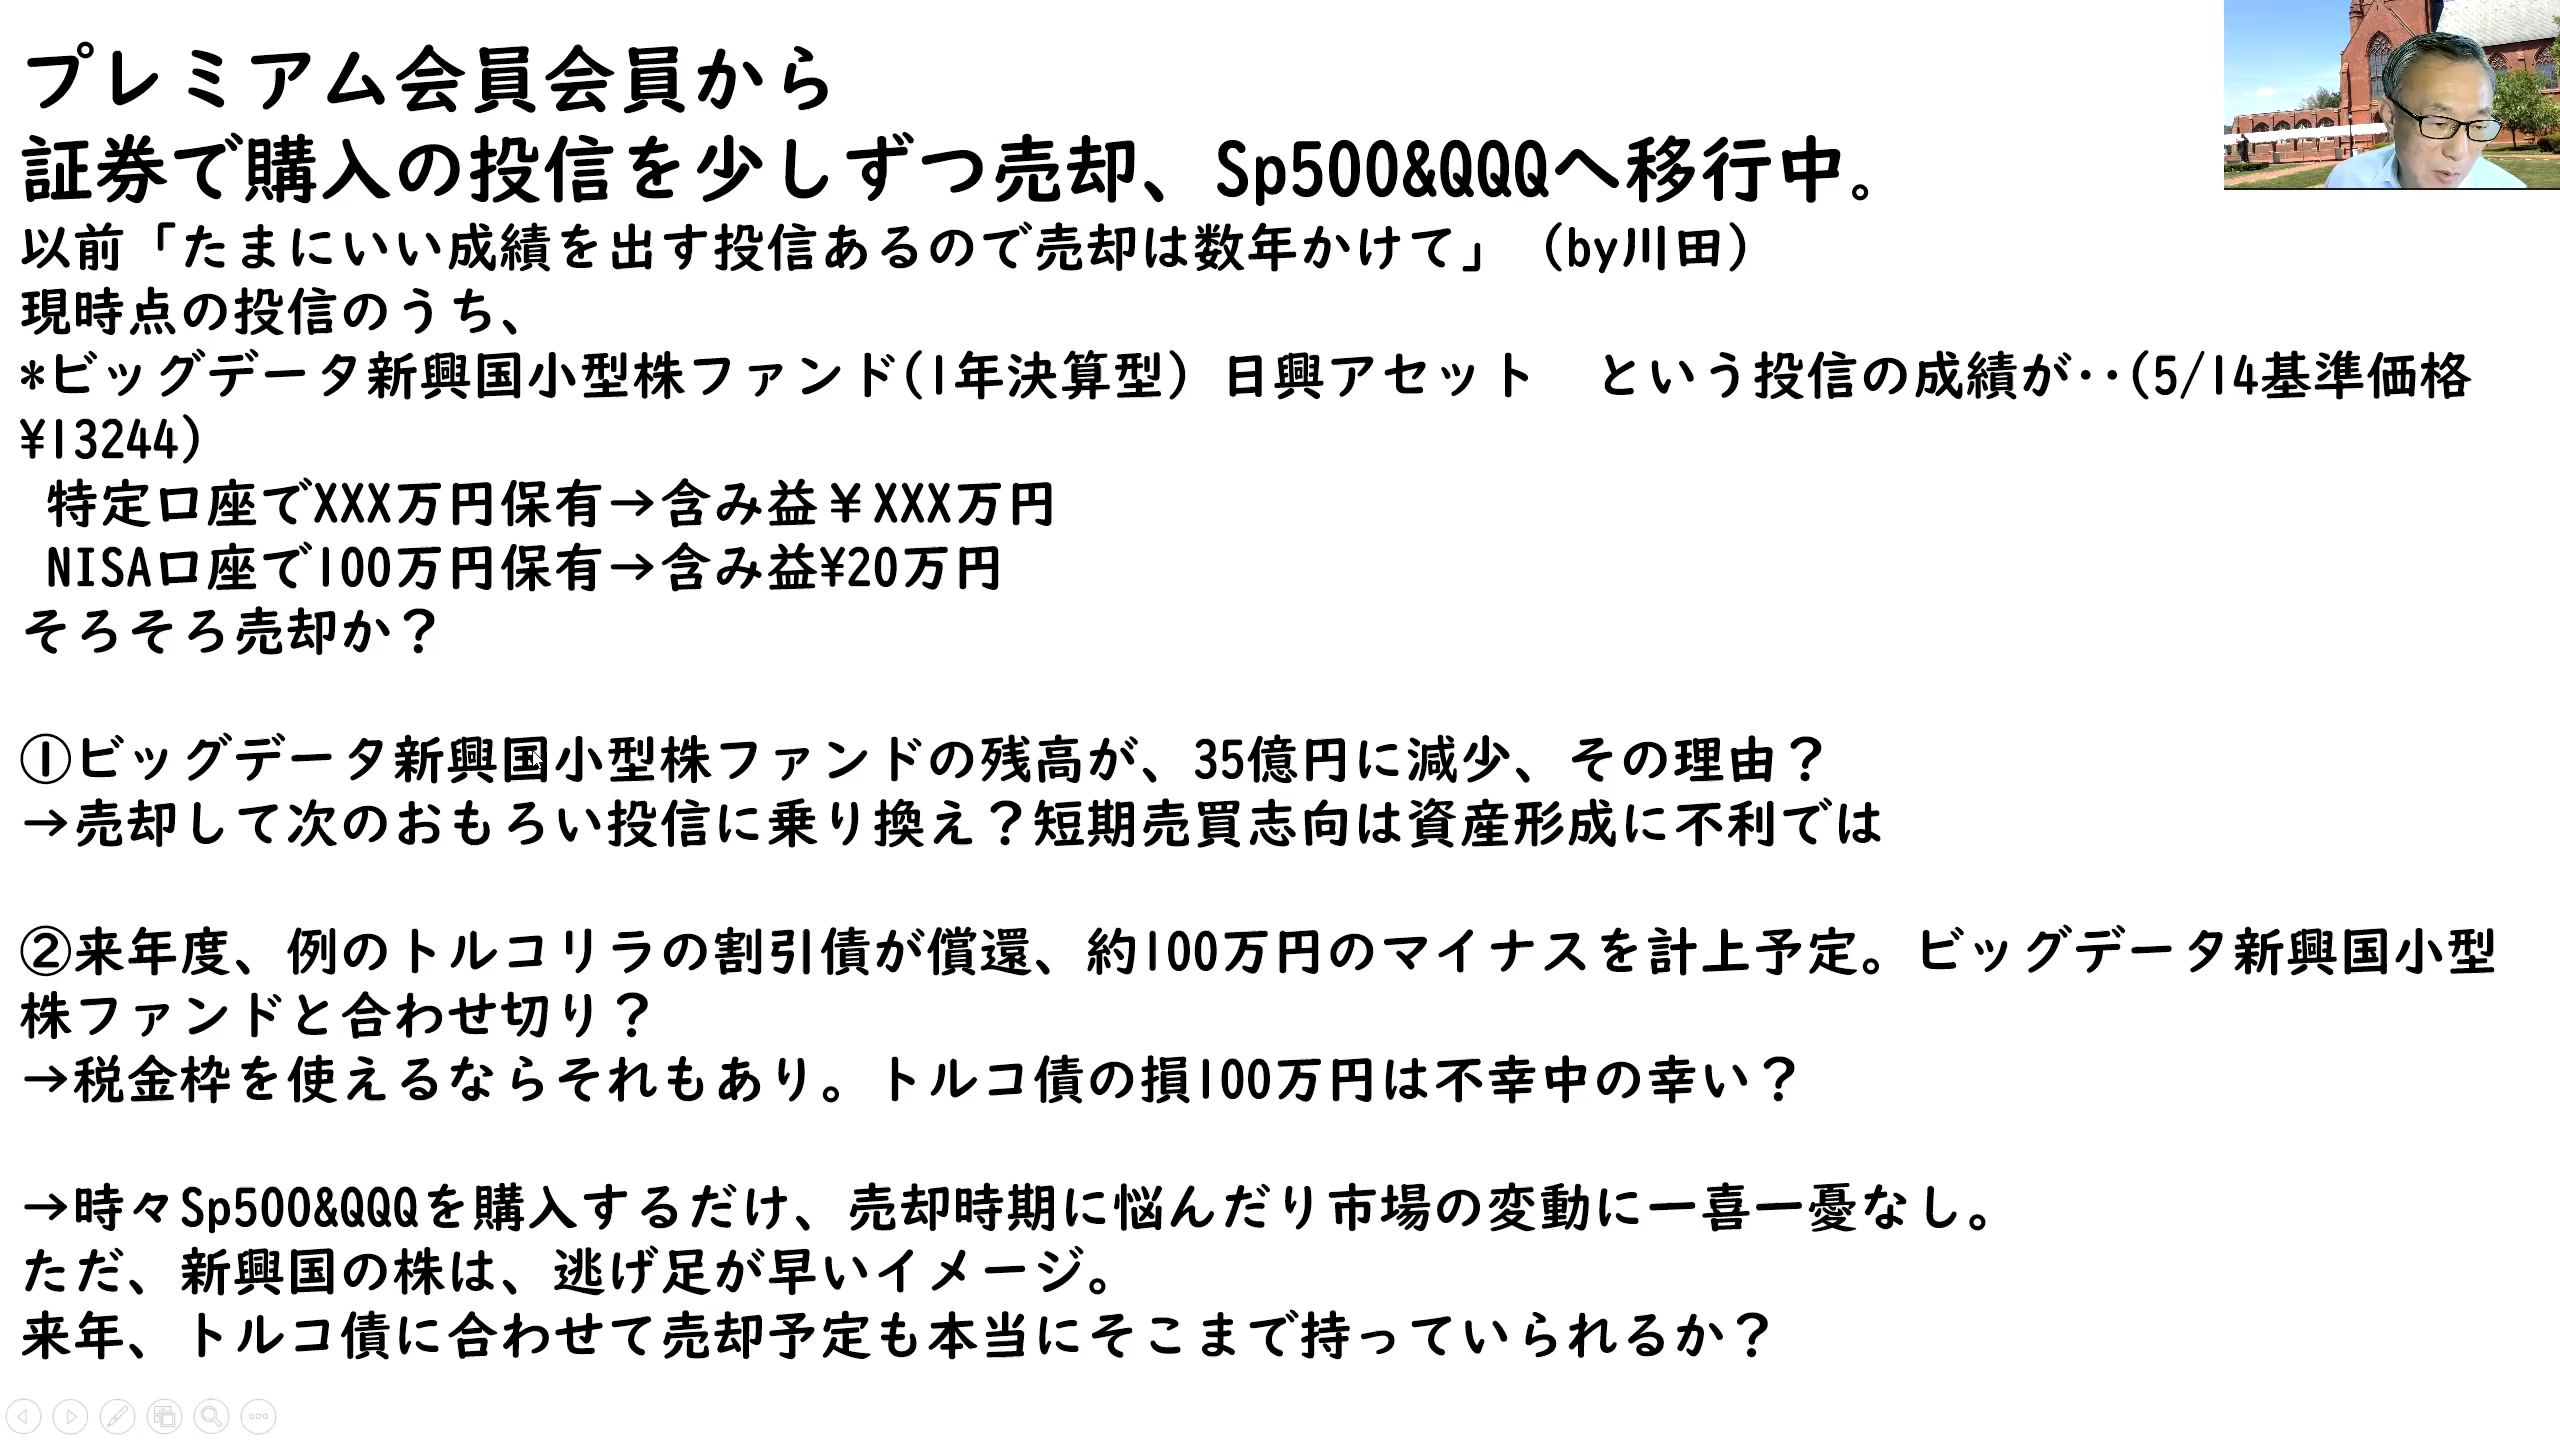 プレミアム会員会員から
証券で購入の投信を少しずつ売却、Sp500&QQQへ移行中。
以前「たまにいい成績を出す投信あるので売却は数年かけて」（by川田）
現時点の投信のうち、
*ビッグデータ新興国小型株ファンド(1年決算型）日興アセット　という投信の成績が‥(5/14基準価格
¥13244)
特定口座でXXX万円保有→含み益￥XXX万円
NISA口座で100万円保有→含み益¥20万円
そろそろ売却か？
①ビッグデータ新興国小型株ファンドの残高が、35億円に減少、その理由？
→売却して次のおもろい投信に乗り換え？短期売買志向は資産形成に不利では
②来年度、例のトルコリラの割引債が償還、約100万円のマイナスを計上予定。ビッグデータ新興国小型
株ファンドと合わせ切り？
→税金枠を使えるならそれもあり。トルコ債の損100万円は不幸中の幸い？
→時々Sp500&QQQを購入するだけ、売却時期に悩んだり市場の変動に一喜一憂なし。
ただ、新興国の株は、逃げ足が早いイメージ。
来年、トルコ債に合わせて売却予定も本当にそこまで持っていられるか？